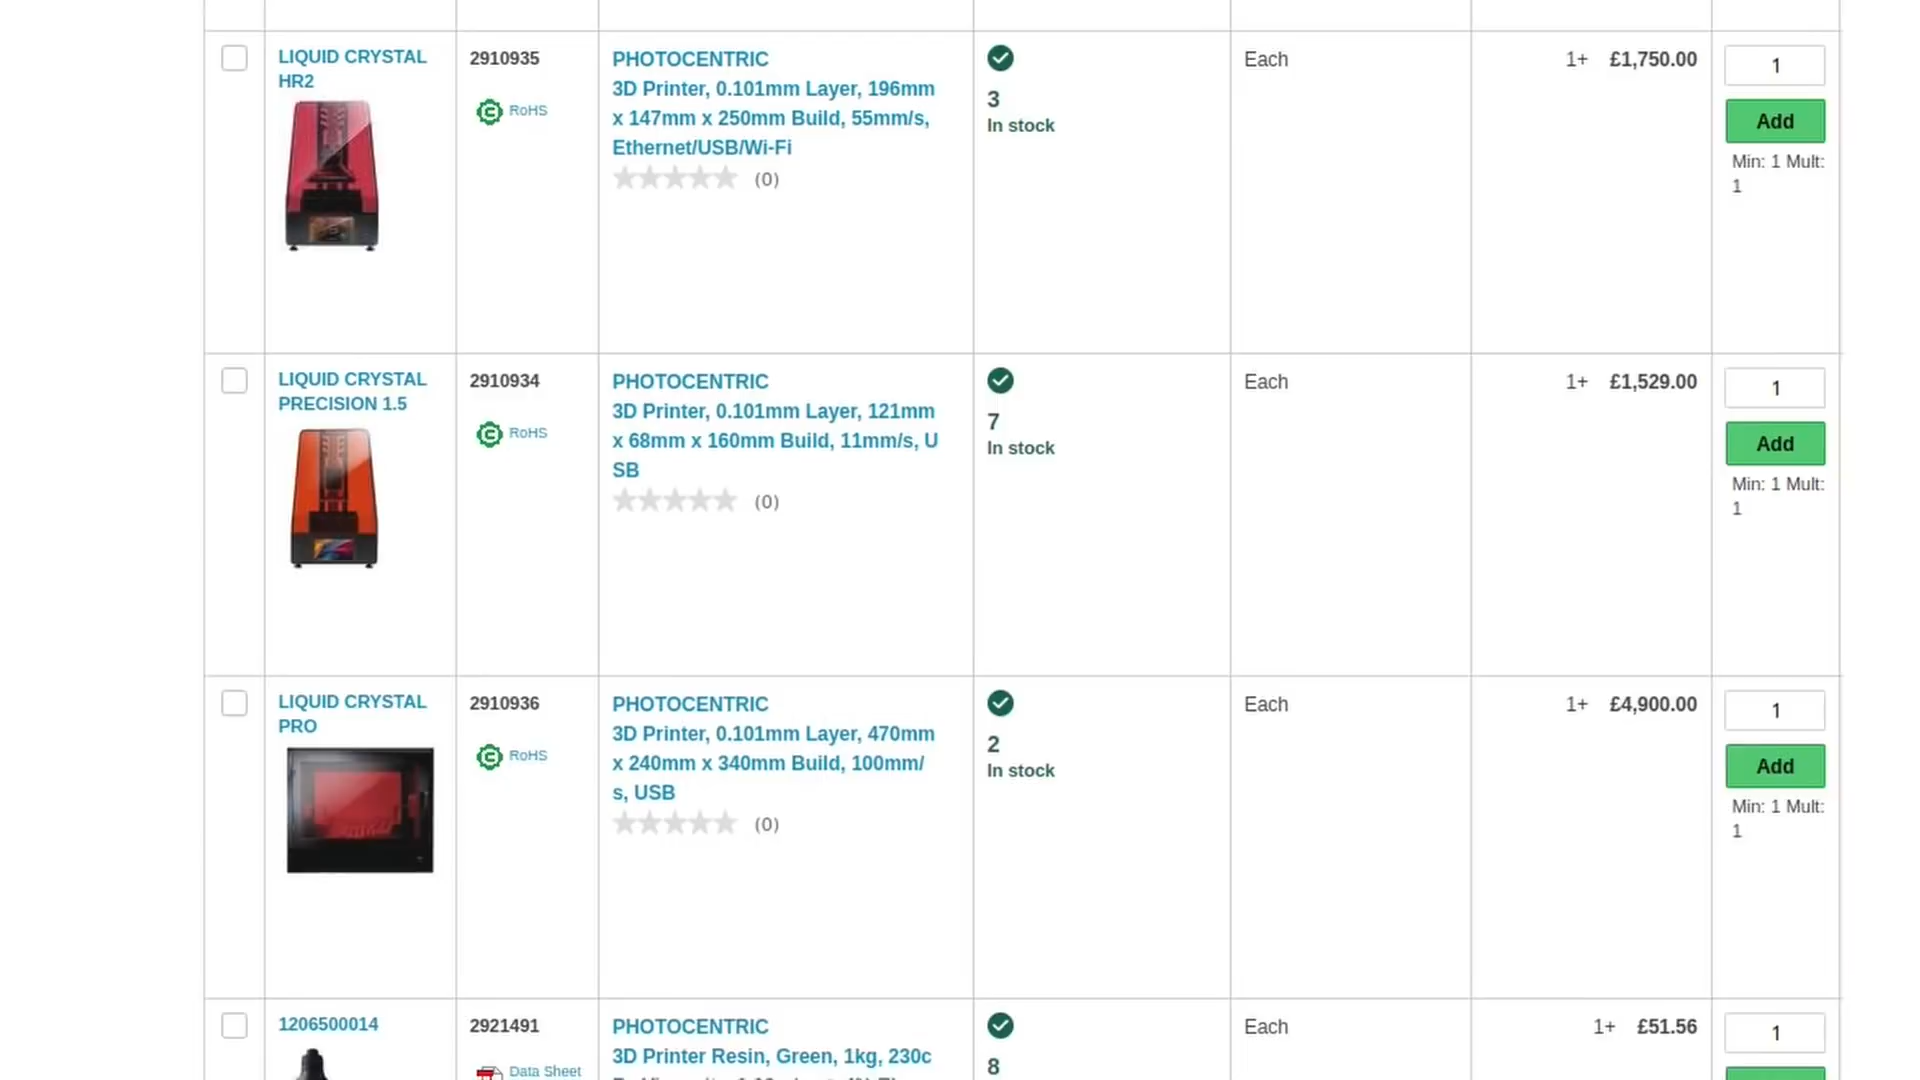 LIQUID CRYSTAL
HR2
2910935
RoHS
PHOTOCENTRIC
3D Printer, 0.101mm Layer, 196mm
x 147mm x 250mm Build, 55mm/s,
Ethernet/USB/Wi-Fi
(0)
3
In stock
Each
1+ £1,750.00
1
Add
Min: 1 Mult:
1
LIQUID CRYSTAL
PRECISION 1.5
2910934
RoHS
PHOTOCENTRIC
3D Printer, 0.101mm Layer, 121mm
x 68mm x 160mm Build, 11mm/s, U
SB
(0)
7
In stock
Each
1+ £1,529.00
1
Add
Min: 1 Mult:
1
LIQUID CRYSTAL
PRO
2910936
RoHS
PHOTOCENTRIC
3D Printer, 0.101mm Layer, 470mm
x 240mm x 340mm Build, 100mm/
s, USB
(0)
2
In stock
Each
1+ £4,900.00
1
Add
Min: 1 Mult:
1
1206500014
2921491
Data Sheet
PHOTOCENTRIC
3D Printer Resin, Green, 1kg, 230c
8
Each
1+ £51.56
1